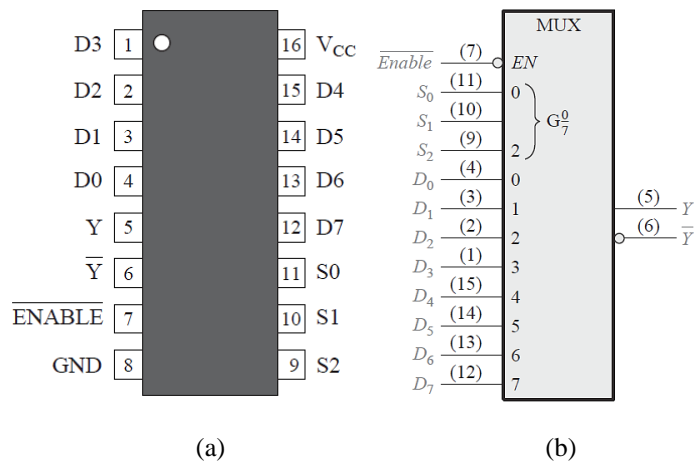 D3 1 16 VCC
D2 2 15 D4
D1 3 14 D5
D0 4 13 D6
Y 5 12 D7
Y̅ 6 11 S0
E̅N̅A̅B̅L̅E̅ 7 10 S1
GND 8 9 S2
(a)
MUX
E̅n̅a̅b̅l̅e̅ (7) EN
S0 (11) 0
S1 (10) G 0/7
S2 (9) 2
D0 (4) 0
D1 (3) 1 (5) Y
D2 (2) 2 (6) Y̅
D3 (1) 3
D4 (15) 4
D5 (14) 5
D6 (13) 6
D7 (12) 7
(b)